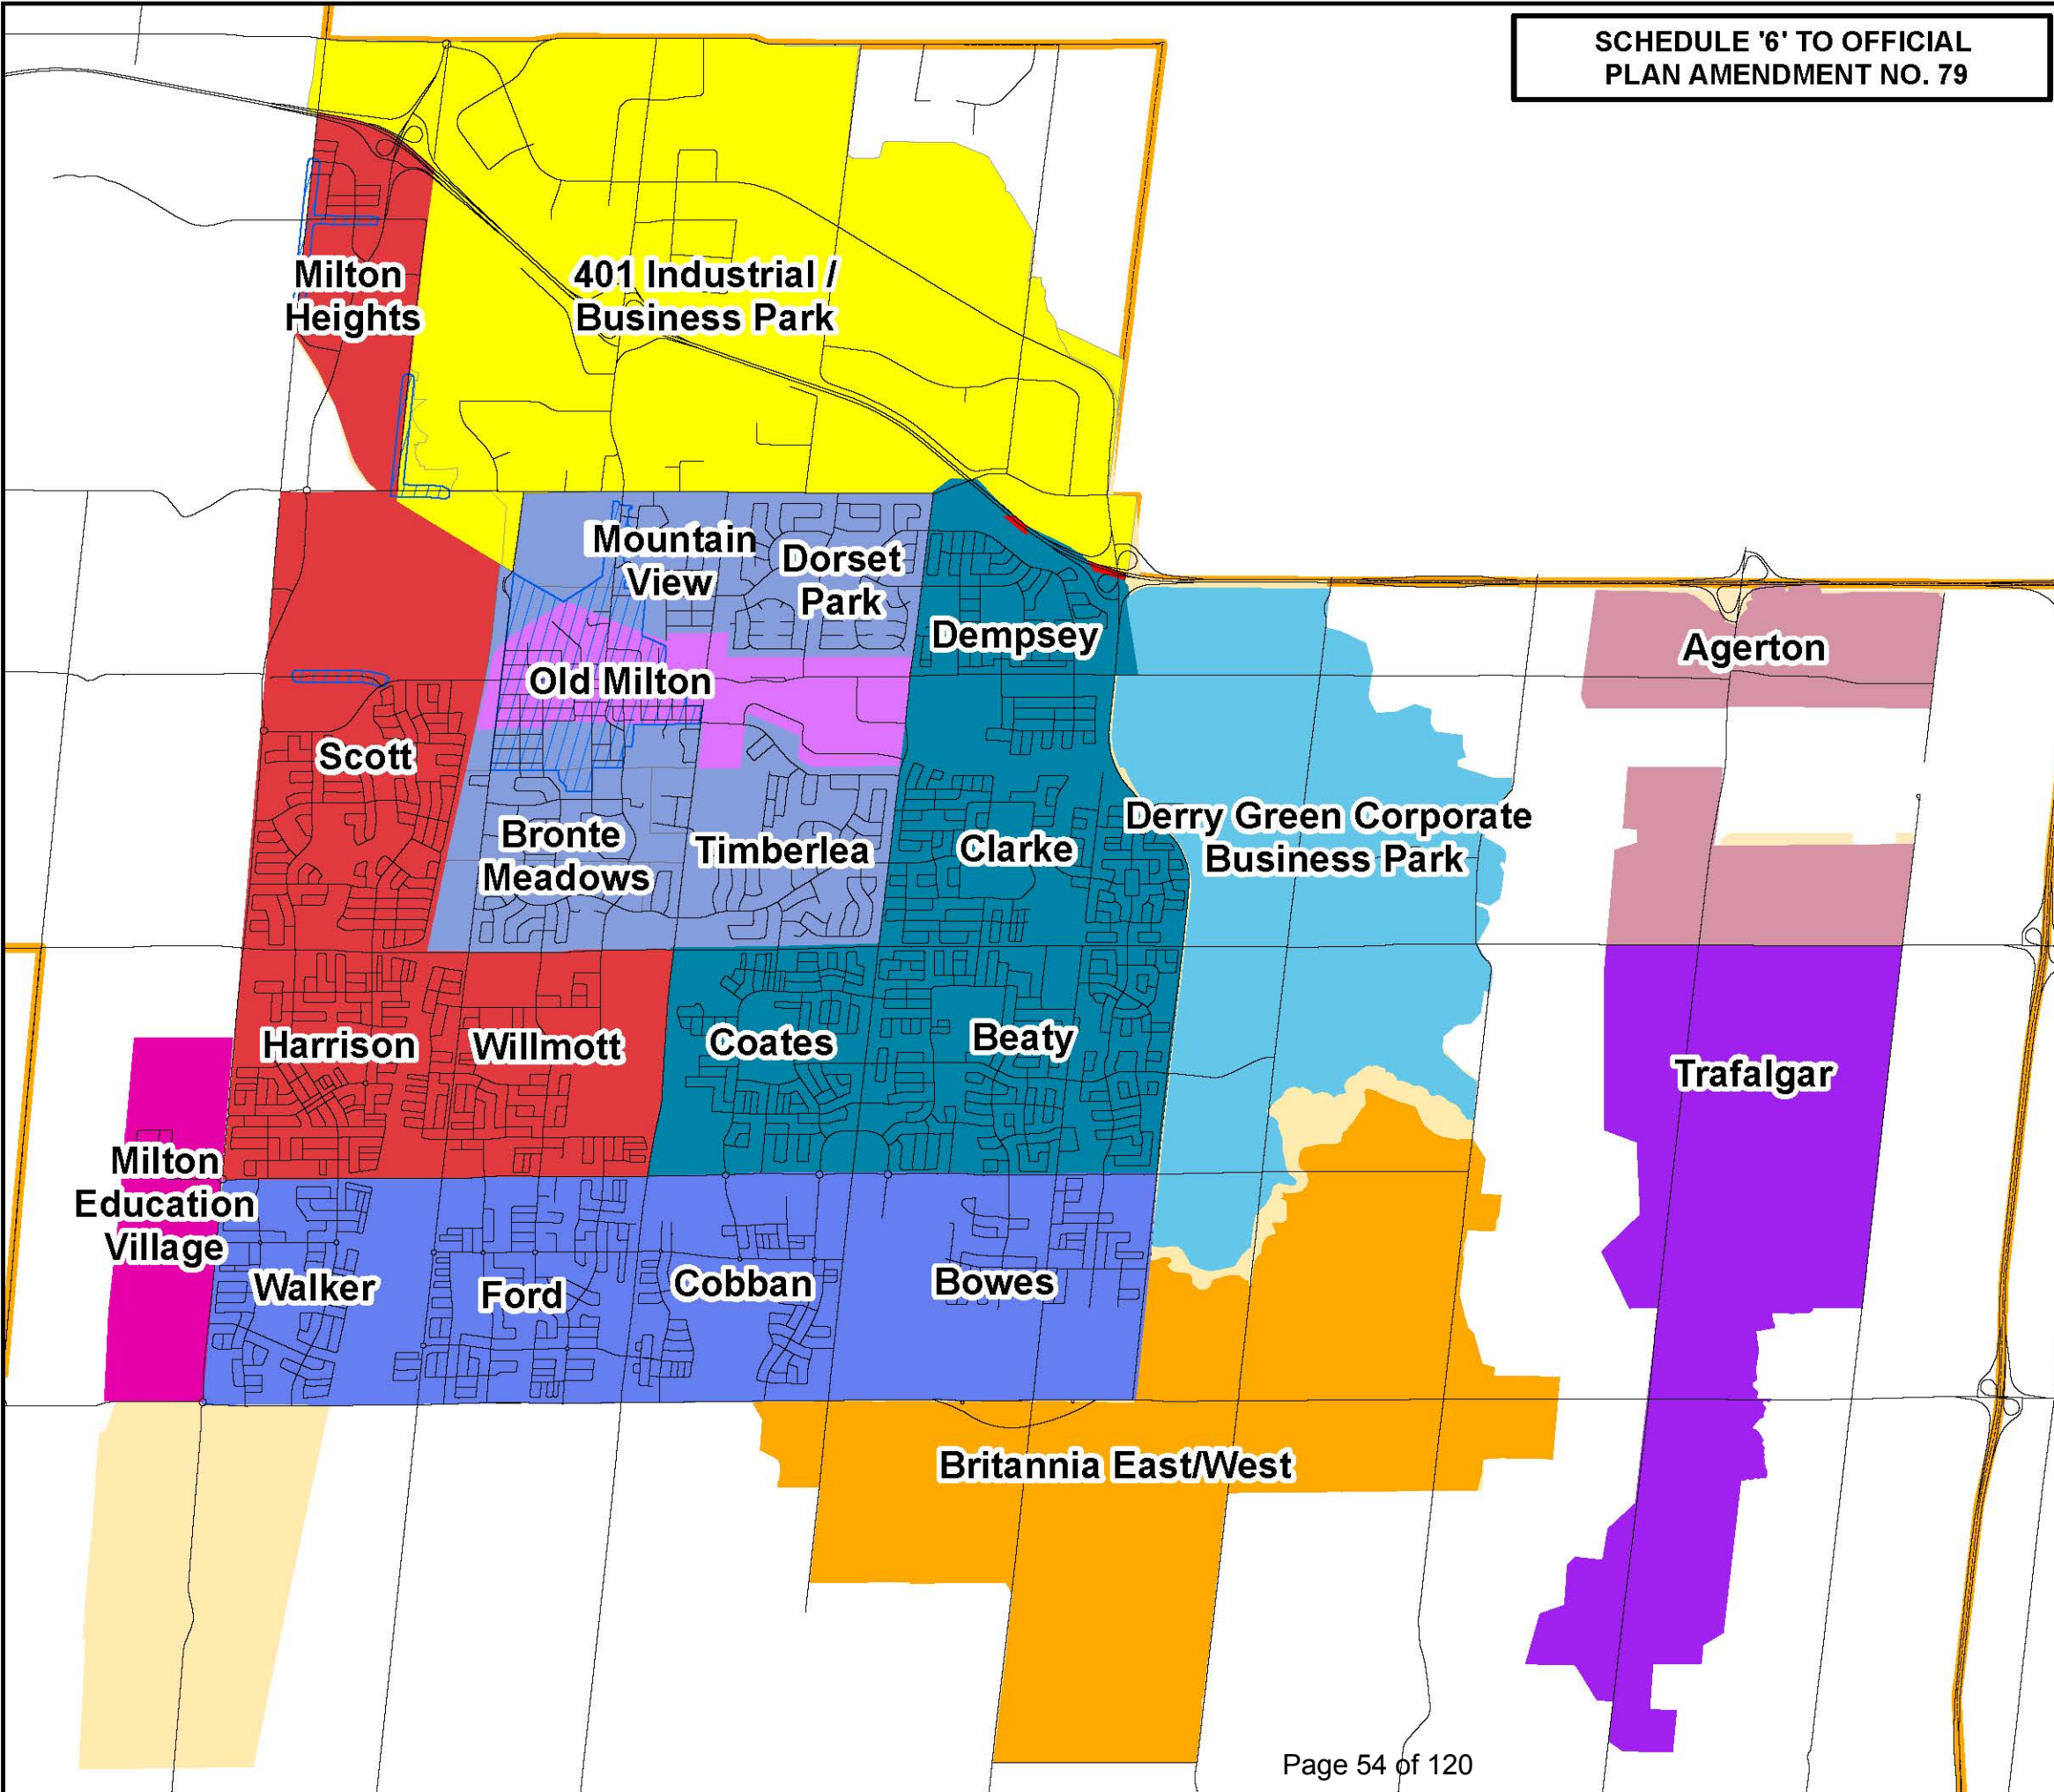 SCHEDULE '6' TO OFFICIAL
PLAN AMENDMENT NO. 79
Milton
Heights
401 Industrial /
Business Park
Mountain
View
Dorset
Park
Dempsey
Agerton
Old Milton
Scott
Bronte
Meadows
Timberlea
Clarke
Derry Green Corporate
Business Park
Harrison
Willmott
Coates
Beaty
Trafalgar
Milton
Education
Village
Walker
Ford
Cobban
Bowes
Britannia East/West
Page 54 of 120